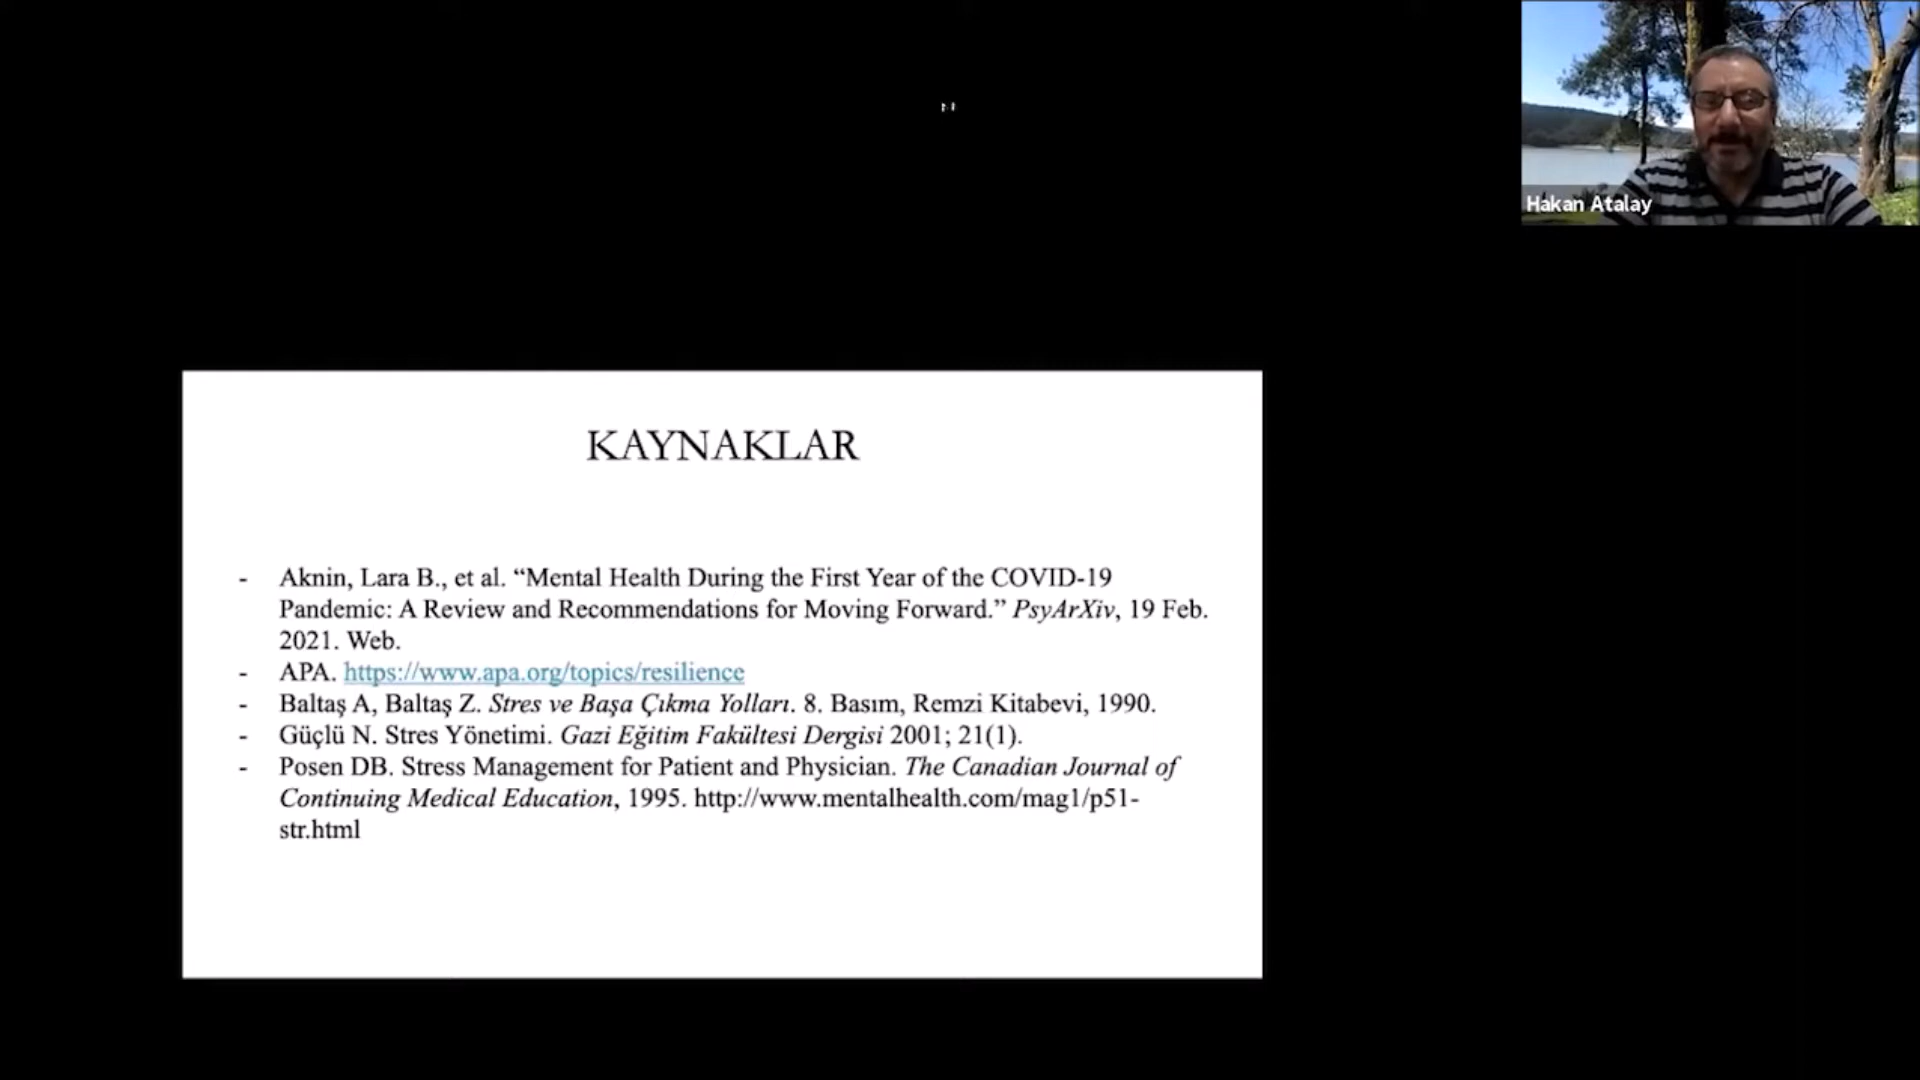 Hakan Atalay
KAYNAKLAR
- Aknin, Lara B., et al. “Mental Health During the First Year of the COVID-19
Pandemic: A Review and Recommendations for Moving Forward.” PsyArXiv, 19 Feb.
2021. Web.
- APA. https://www.apa.org/topics/resilience
- Baltaş A, Baltaş Z. Stres ve Başa Çıkma Yolları. 8. Basım, Remzi Kitabevi, 1990.
- Güçlü N. Stres Yönetimi. Gazi Eğitim Fakültesi Dergisi 2001; 21(1).
- Posen DB. Stress Management for Patient and Physician. The Canadian Journal of
Continuing Medical Education, 1995. http://www.mentalhealth.com/mag1/p51-
str.html